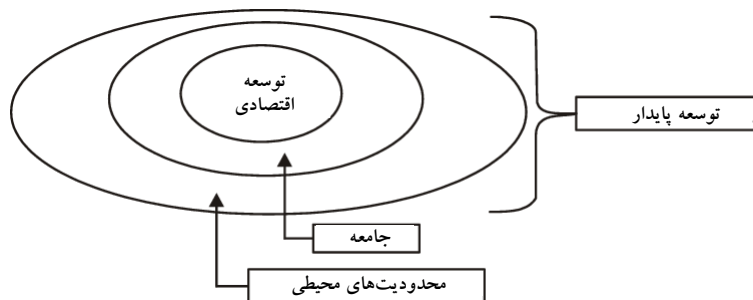 توسعه
اقتصادی
توسعه پایدار
جامعه
محدودیت‌های محیطی